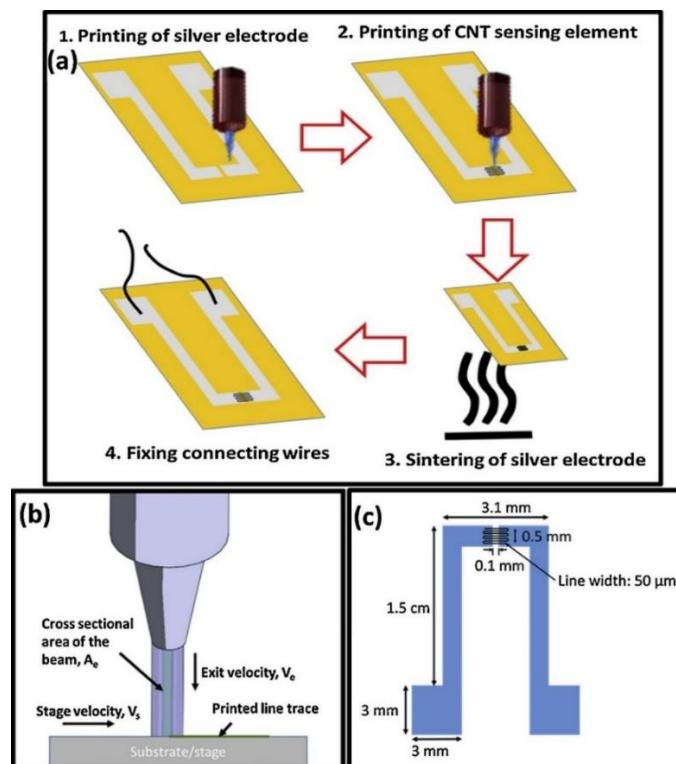 1. Printing of silver electrode
2. Printing of CNT sensing element
(a)
4. Fixing connecting wires
3. Sintering of silver electrode
(b)
Cross sectional
area of the
beam, Ae
Exit velocity, Ve
Stage velocity, Vs
Printed line trace
Substrate/stage
(c)
3.1 mm
0.5 mm
0.1 mm
Line width: 50 µm
1.5 cm
3 mm
3 mm